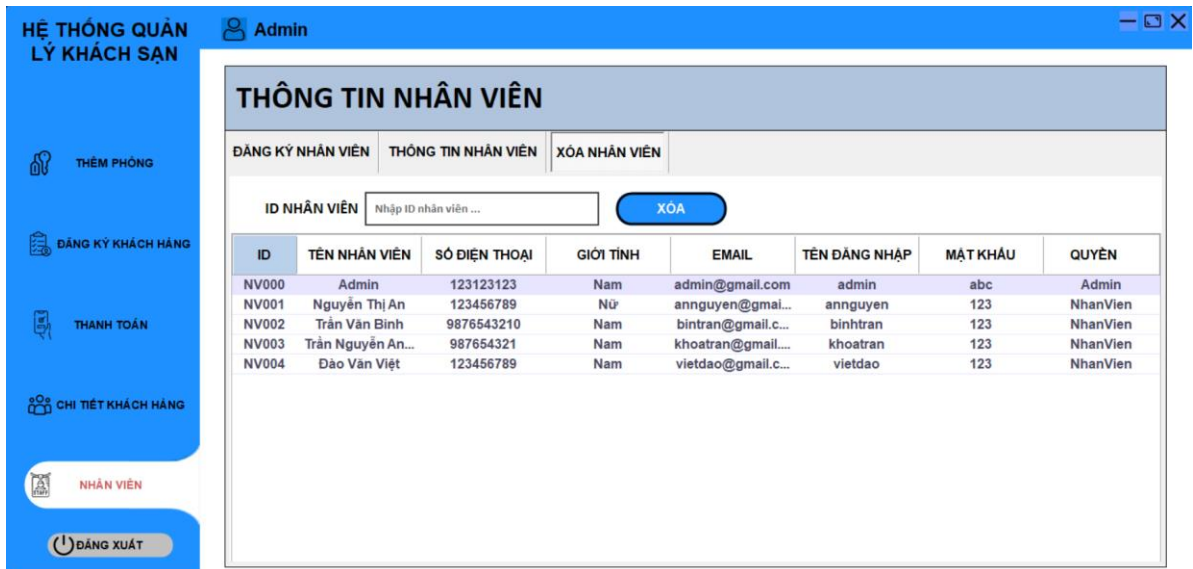 HỆ THỐNG QUẢN
LÝ KHÁCH SẠN
Admin
THÊM PHÒNG
ĐĂNG KÝ KHÁCH HÀNG
THANH TOÁN
CHI TIẾT KHÁCH HÀNG
STAFF
NHÂN VIÊN
ĐĂNG XUẤT
THÔNG TIN NHÂN VIÊN
ĐĂNG KÝ NHÂN VIÊN THÔNG TIN NHÂN VIÊN XÓA NHÂN VIÊN
ID NHÂN VIÊN Nhập ID nhân viên ... XÓA
ID TÊN NHÂN VIÊN SỐ ĐIỆN THOẠI GIỚI TÍNH EMAIL TÊN ĐĂNG NHẬP MẬT KHẨU QUYỀN
NV000 Admin 123123123 Nam admin@gmail.com admin abc Admin
NV001 Nguyễn Thị An 123456789 Nữ annguyen@gmai... annguyen 123 NhanVien
NV002 Trần Văn Bình 9876543210 Nam bintran@gmail.c... binhtran 123 NhanVien
NV003 Trần Nguyễn An... 987654321 Nam khoatran@gmail.... khoatran 123 NhanVien
NV004 Đào Văn Việt 123456789 Nam vietdao@gmail.c... vietdao 123 NhanVien